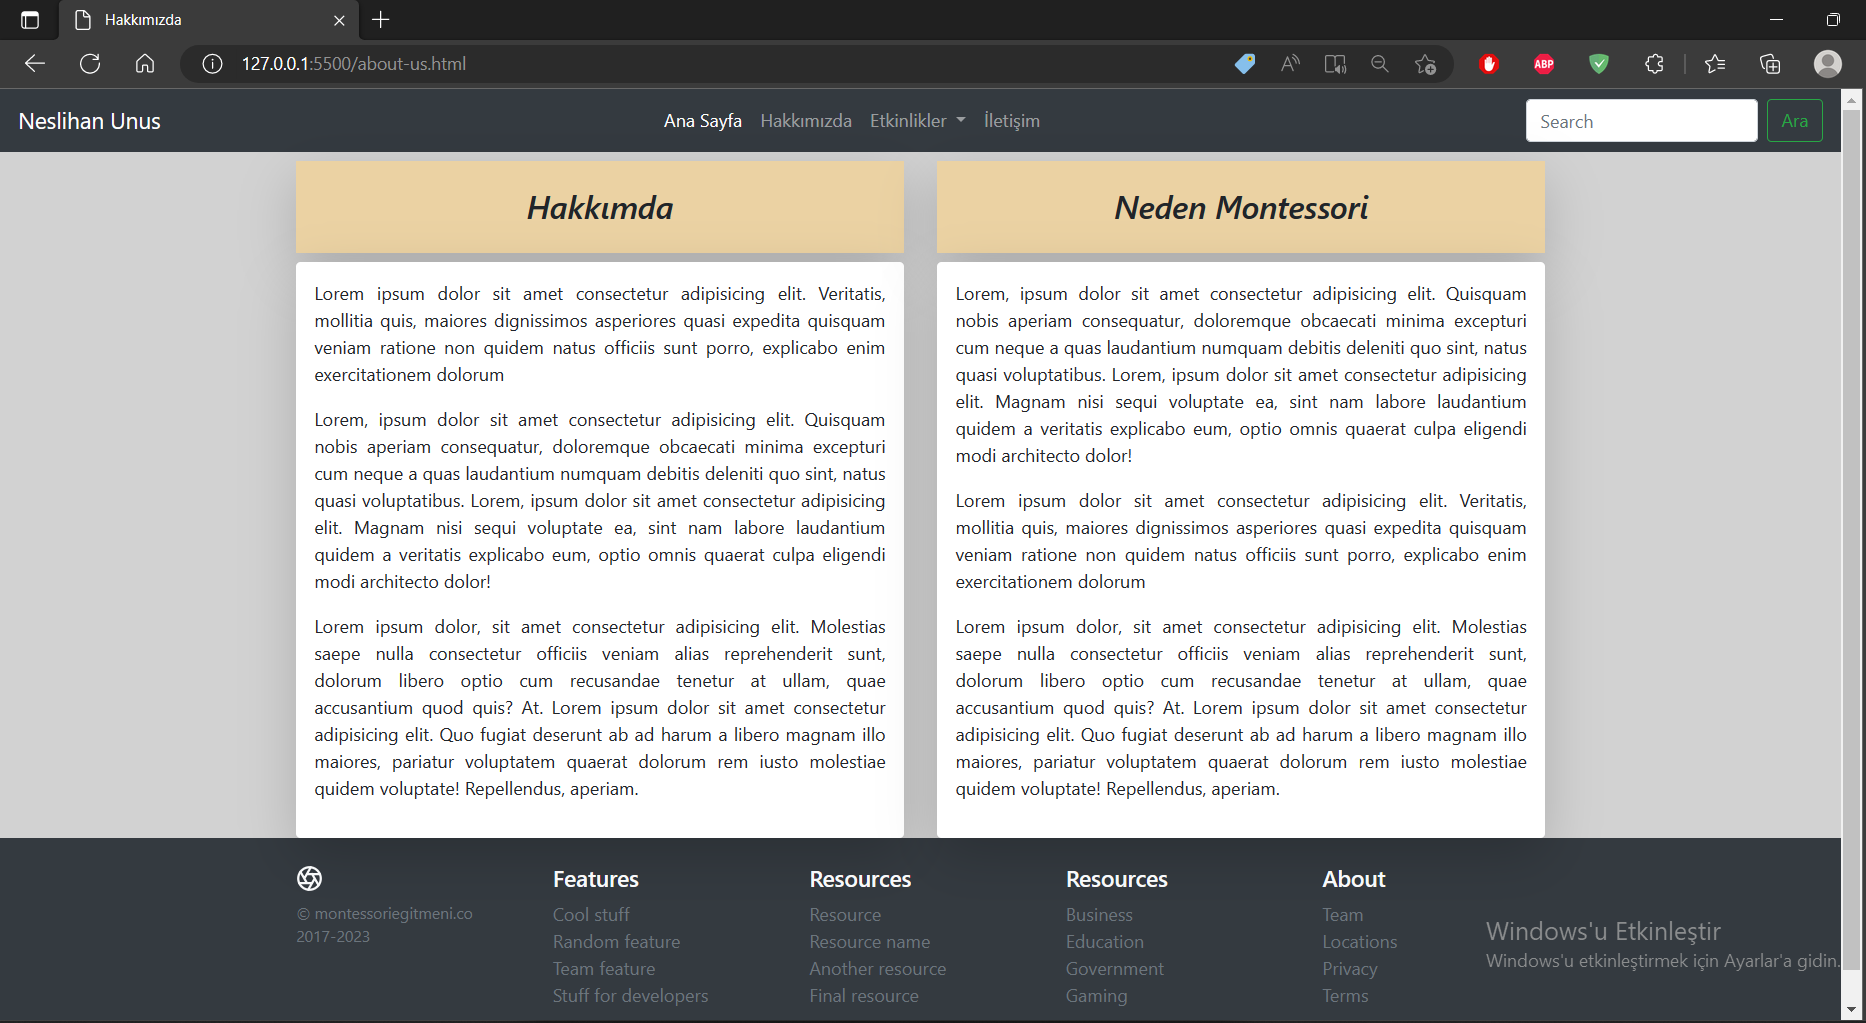 Hakkımızda
127.0.0.1:5500/about-us.html
ABP
Neslihan Unus
Ana Sayfa
Hakkımızda
Etkinlikler
İletişim
Search
Ara
Hakkımda
Lorem ipsum dolor sit amet consectetur adipisicing elit. Veritatis,
mollitia quis, maiores dignissimos asperiores quasi expedita quisquam
veniam ratione non quidem natus officiis sunt porro, explicabo enim
exercitationem dolorum
Lorem, ipsum dolor sit amet consectetur adipisicing elit. Quisquam
nobis aperiam consequatur, doloremque obcaecati minima excepturi
cum neque a quas laudantium numquam debitis deleniti quo sint, natus
quasi voluptatibus. Lorem, ipsum dolor sit amet consectetur adipisicing
elit. Magnam nisi sequi voluptate ea, sint nam labore laudantium
quidem a veritatis explicabo eum, optio omnis quaerat culpa eligendi
modi architecto dolor!
Lorem ipsum dolor, sit amet consectetur adipisicing elit. Molestias
saepe nulla consectetur officiis veniam alias reprehenderit sunt,
dolorum libero optio cum recusandae tenetur at ullam, quae
accusantium quod quis? At. Lorem ipsum dolor sit amet consectetur
adipisicing elit. Quo fugiat deserunt ab ad harum a libero magnam illo
maiores, pariatur voluptatem quaerat dolorum rem iusto molestiae
quidem voluptate! Repellendus, aperiam.
Neden Montessori
Lorem, ipsum dolor sit amet consectetur adipisicing elit. Quisquam
nobis aperiam consequatur, doloremque obcaecati minima excepturi
cum neque a quas laudantium numquam debitis deleniti quo sint, natus
quasi voluptatibus. Lorem, ipsum dolor sit amet consectetur adipisicing
elit. Magnam nisi sequi voluptate ea, sint nam labore laudantium
quidem a veritatis explicabo eum, optio omnis quaerat culpa eligendi
modi architecto dolor!
Lorem ipsum dolor sit amet consectetur adipisicing elit. Veritatis,
mollitia quis, maiores dignissimos asperiores quasi expedita quisquam
veniam ratione non quidem natus officiis sunt porro, explicabo enim
exercitationem dolorum
Lorem ipsum dolor, sit amet consectetur adipisicing elit. Molestias
saepe nulla consectetur officiis veniam alias reprehenderit sunt,
dolorum libero optio cum recusandae tenetur at ullam, quae
accusantium quod quis? At. Lorem ipsum dolor sit amet consectetur
adipisicing elit. Quo fugiat deserunt ab ad harum a libero magnam illo
maiores, pariatur voluptatem quaerat dolorum rem iusto molestiae
quidem voluptate! Repellendus, aperiam.
© montessoriegitmeni.co
2017-2023
Features
Cool stuff
Random feature
Team feature
Stuff for developers
Resources
Resource
Resource name
Another resource
Final resource
Resources
Business
Education
Government
Gaming
About
Team
Locations
Privacy
Terms
Windows'u Etkinleştir
Windows'u etkinleştirmek için Ayarlar'a gidin.